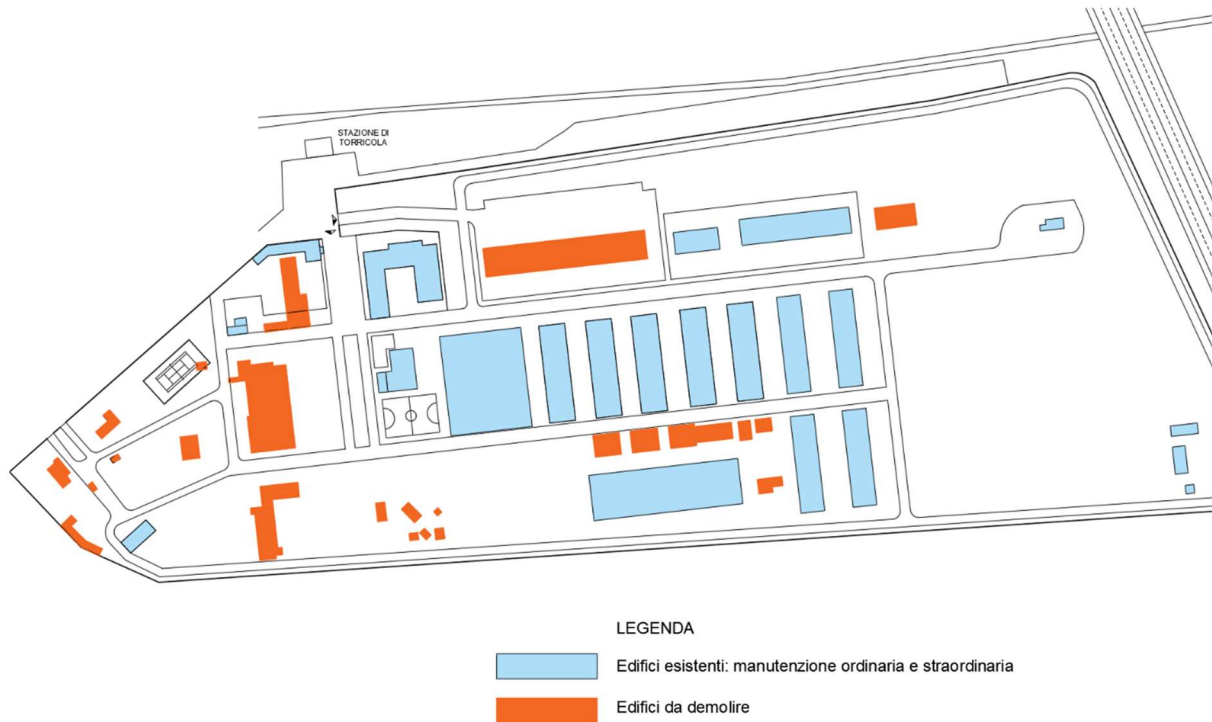 STAZIONE DI
TORRICOLA
LEGENDA
Edifici esistenti: manutenzione ordinaria e straordinaria
Edifici da demolire